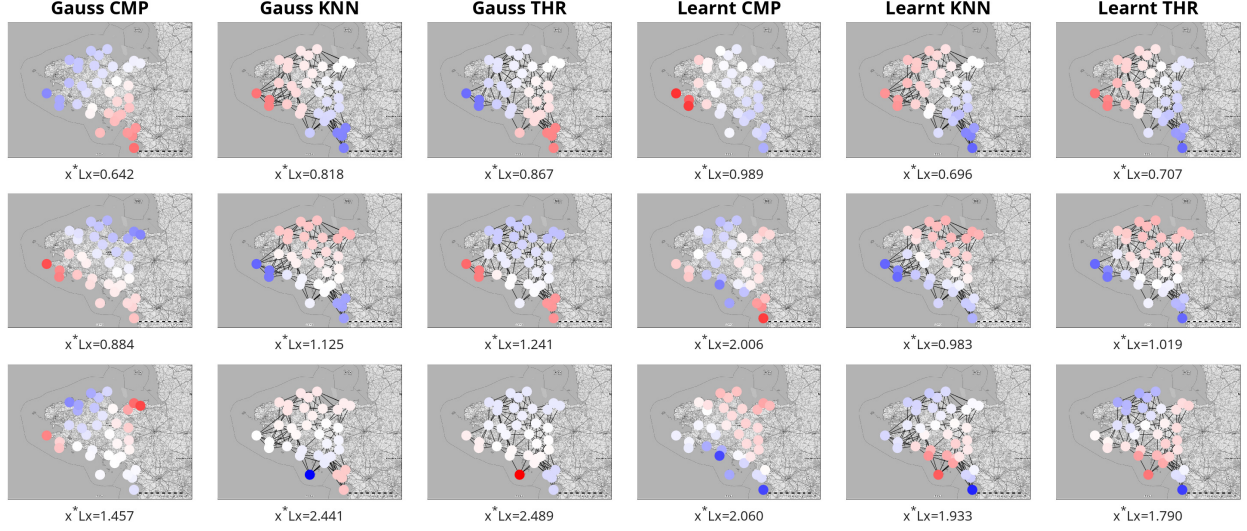 Gauss CMP Gauss KNN Gauss THR Learnt CMP Learnt KNN Learnt THR
x*Lx=0.642 x*Lx=0.818 x*Lx=0.867 x*Lx=0.989 x*Lx=0.696 x*Lx=0.707
x*Lx=0.884 x*Lx=1.125 x*Lx=1.241 x*Lx=2.006 x*Lx=0.983 x*Lx=1.019
x*Lx=1.457 x*Lx=2.441 x*Lx=2.489 x*Lx=2.060 x*Lx=1.933 x*Lx=1.790